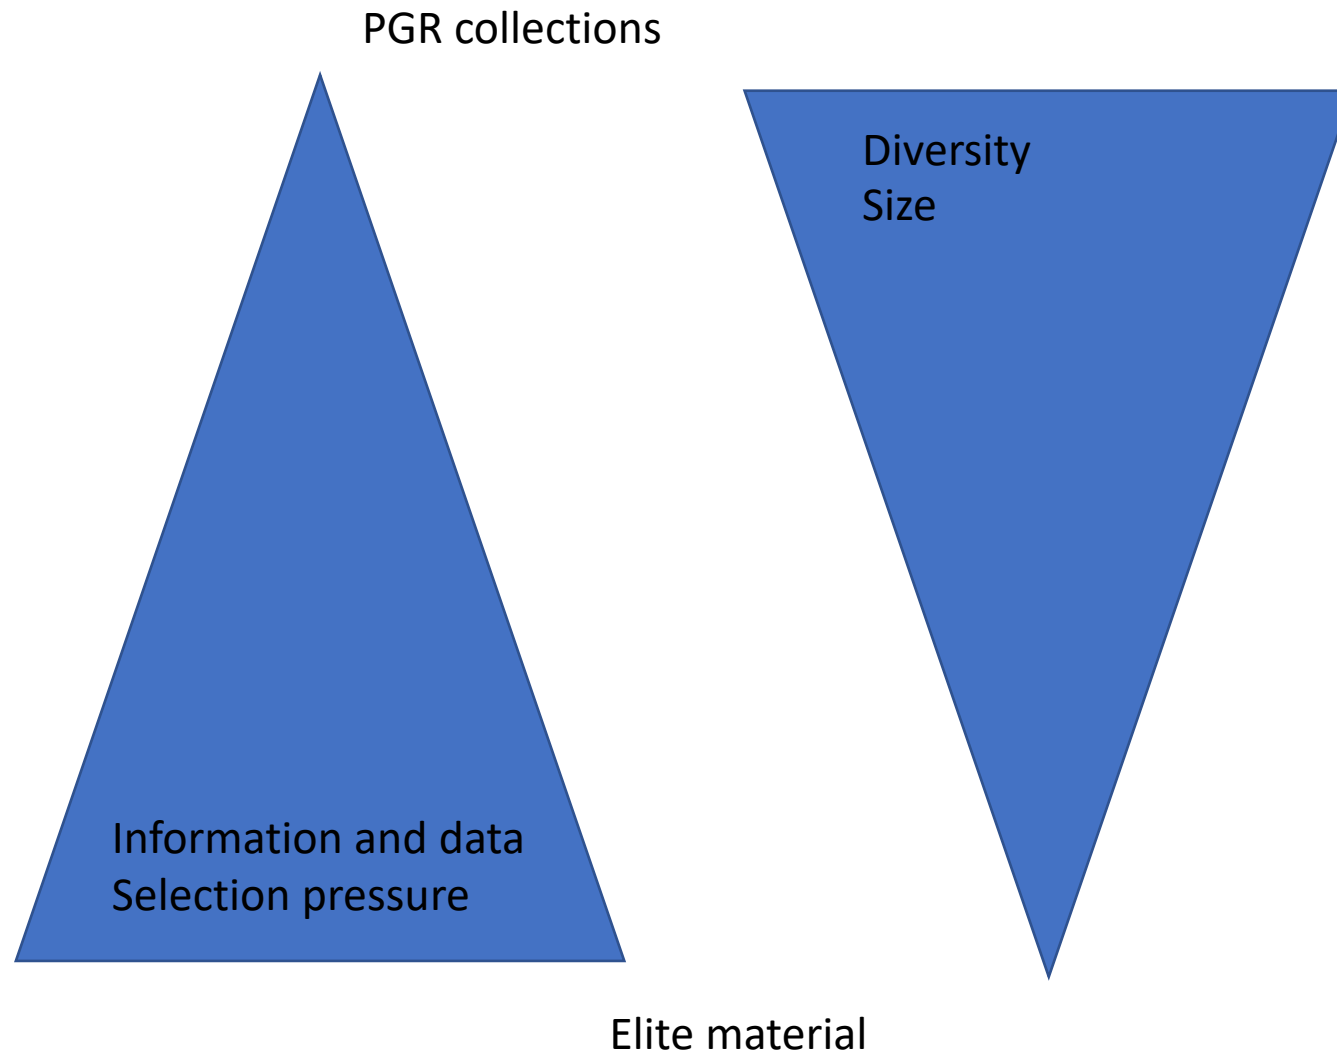 PGR collections
Diversity
Size
Information and data
Selection pressure
Elite material